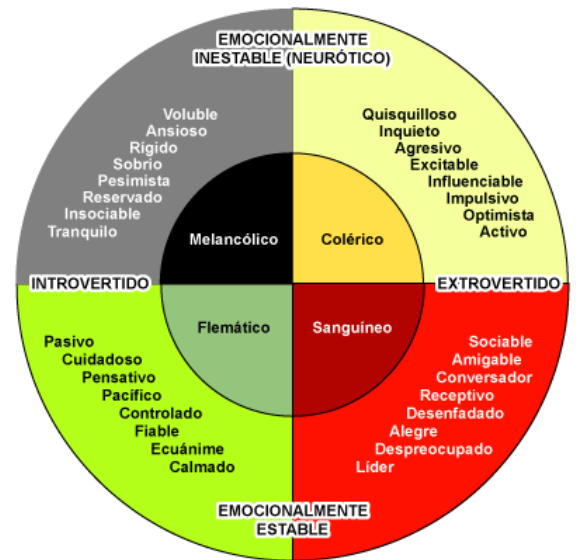 EMOCIONALMENTE
INESTABLE (NEURÓTICO)
Voluble
Ansioso
Rígido
Sobrio
Pesimista
Reservado
Insociable
Tranquilo
Quisquilloso
Inquieto
Agresivo
Excitable
Influenciable
Impulsivo
Optimista
Activo
Melancólico
Colérico
INTROVERTIDO
EXTROVERTIDO
Flemático
Sanguíneo
Pasivo
Cuidadoso
Pensativo
Pacífico
Controlado
Fiable
Ecuánime
Calmado
Sociable
Amigable
Conversador
Receptivo
Desenfadado
Alegre
Despreocupado
Líder
EMOCIONALMENTE
ESTABLE